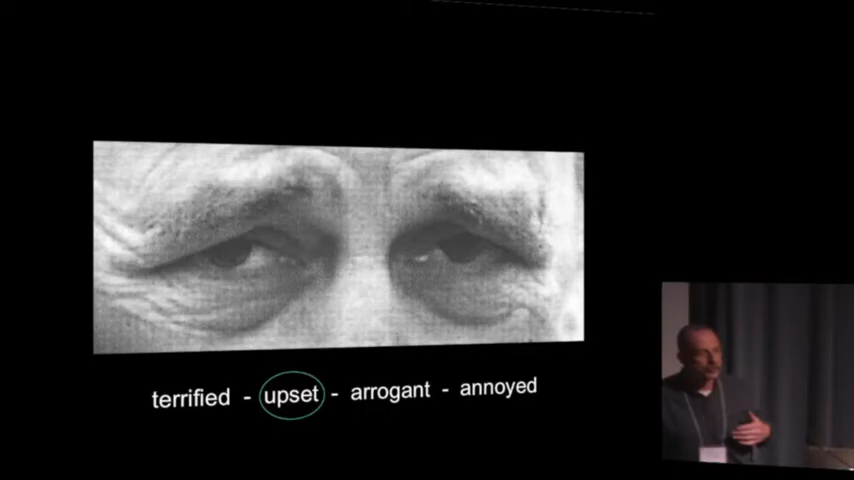 terrified - upset - arrogant - annoyed